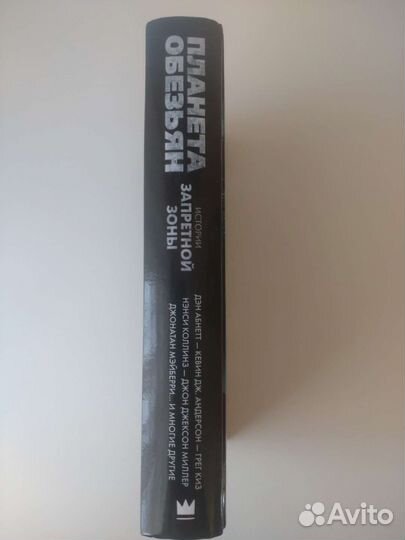 ПЛАНЕТА
ОБЕЗЬЯН
ИСТОРИИ
ЗАПРЕТНОЙ
ЗОНЫ
ДЭН АБНЕТТ — КЕВИН ДЖ. АНДЕРСОН — ГРЕГ КИЗ
НЭНСИ КОЛЛИНЗ — ДЖОН ДЖЕКСОН МИЛЛЕР
ДЖОНАТАН МЭЙБЕРРИ... И МНОГИЕ ДРУГИЕ
Avito